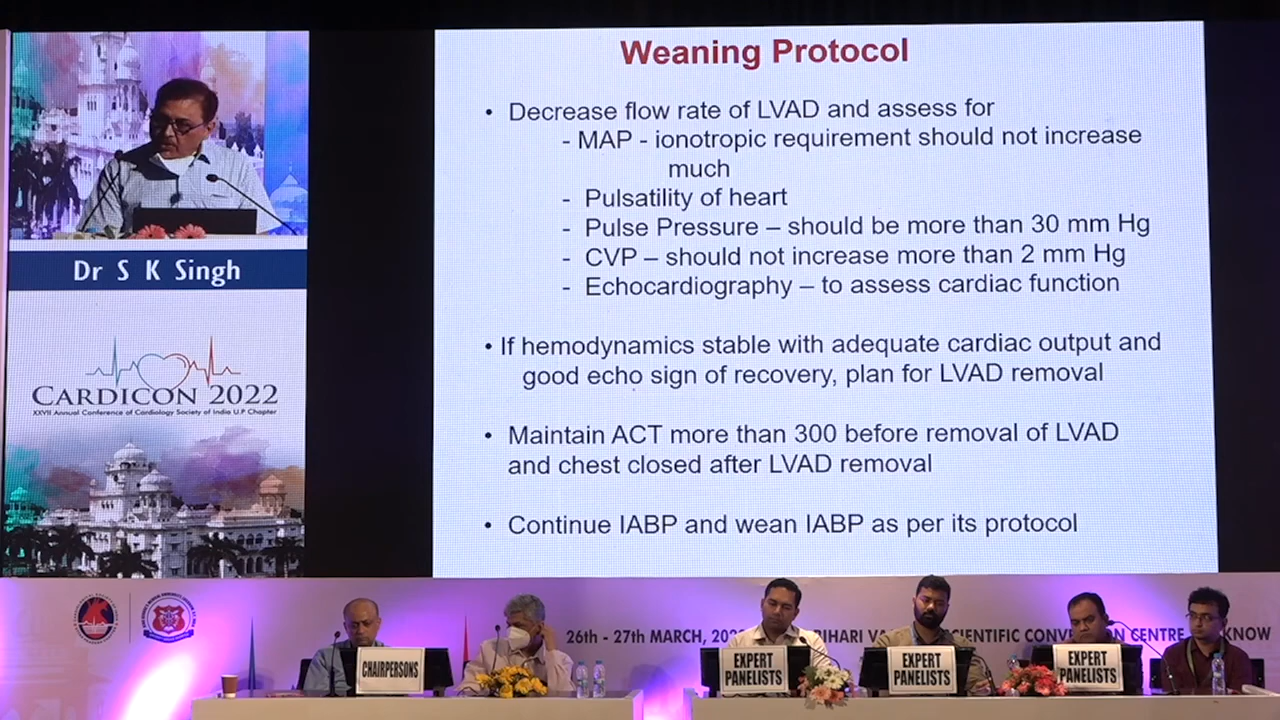 Weaning Protocol
• Decrease flow rate of LVAD and assess for
- MAP - ionotropic requirement should not increase
much
- Pulsatility of heart
- Pulse Pressure – should be more than 30 mm Hg
- CVP – should not increase more than 2 mm Hg
- Echocardiography – to assess cardiac function
• If hemodynamics stable with adequate cardiac output and
good echo sign of recovery, plan for LVAD removal
• Maintain ACT more than 300 before removal of LVAD
and chest closed after LVAD removal
• Continue IABP and wean IABP as per its protocol
Dr S K Singh
CARDICON 2022
XXVII Annual Conference of Cardiology Society of India U.P Chapter
26th - 27th MARCH, CENTRE
CHAIRPERSONS
EXPERT
PANELISTS
EXPERT
PANELISTS
EXPERT
PANELISTS